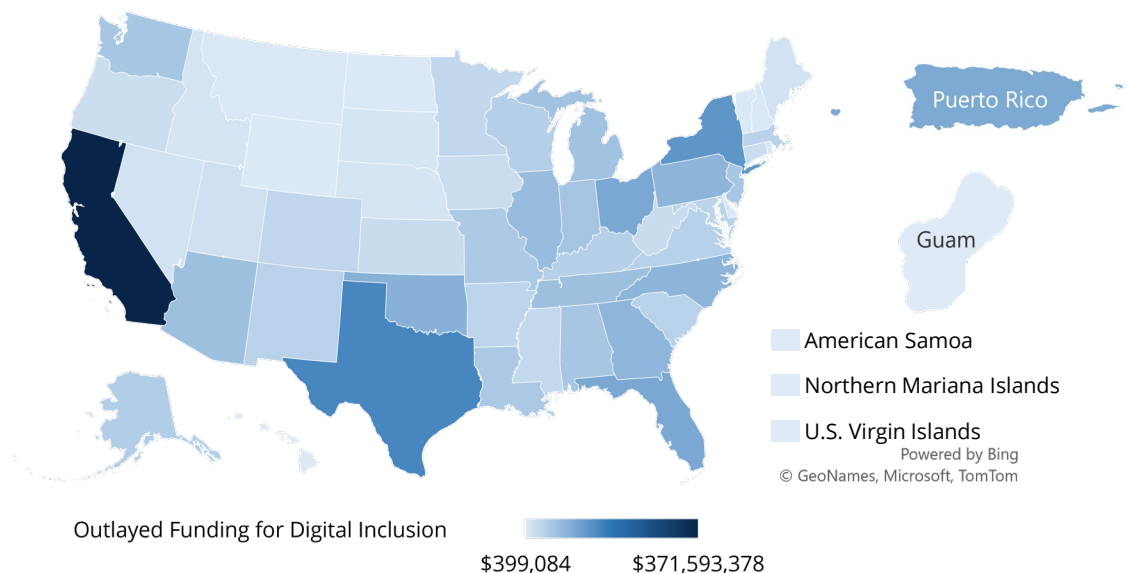 Puerto Rico
Guam
American Samoa
Northern Mariana Islands
U.S. Virgin Islands
Powered by Bing
© GeoNames, Microsoft, TomTom
Outlayed Funding for Digital Inclusion
$399,084 $371,593,378